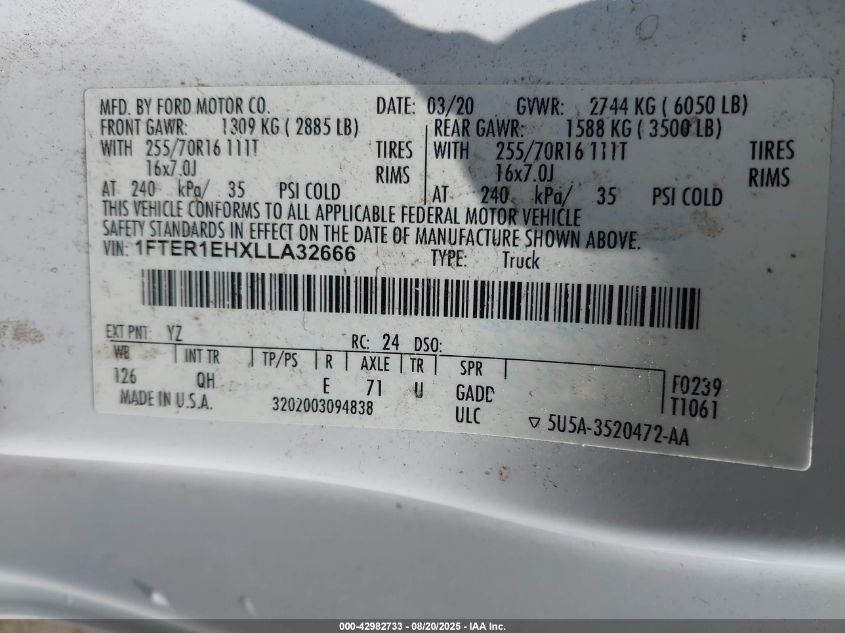 MFD. BY FORD MOTOR CO. DATE: 03/20 GVWR: 2744 KG ( 6050 LB)
FRONT GAWR: 1309 KG ( 2885 LB) REAR GAWR: 1588 KG ( 3500 LB)
WITH 255/70R16 111T TIRES WITH 255/70R16 111T TIRES
16x7.0J RIMS 16x7.0J RIMS
AT 240 kPa/ 35 PSI COLD AT 240 kPa/ 35 PSI COLD
THIS VEHICLE CONFORMS TO ALL APPLICABLE FEDERAL MOTOR VEHICLE
SAFETY STANDARDS IN EFFECT ON THE DATE OF MANUFACTURE SHOWN ABOVE.
VIN: 1FTER1EHXLLA32666 TYPE: Truck
EXT PNT: YZ RC: 24 DSO:
WB INT TR TP/PS R AXLE TR SPR
126 QH E 71 U GADD F0239
MADE IN U.S.A. 3202003094838 ULC T1061
5U5A-3520472-AA
000-42982733 - 08/20/2025 - IAA Inc.